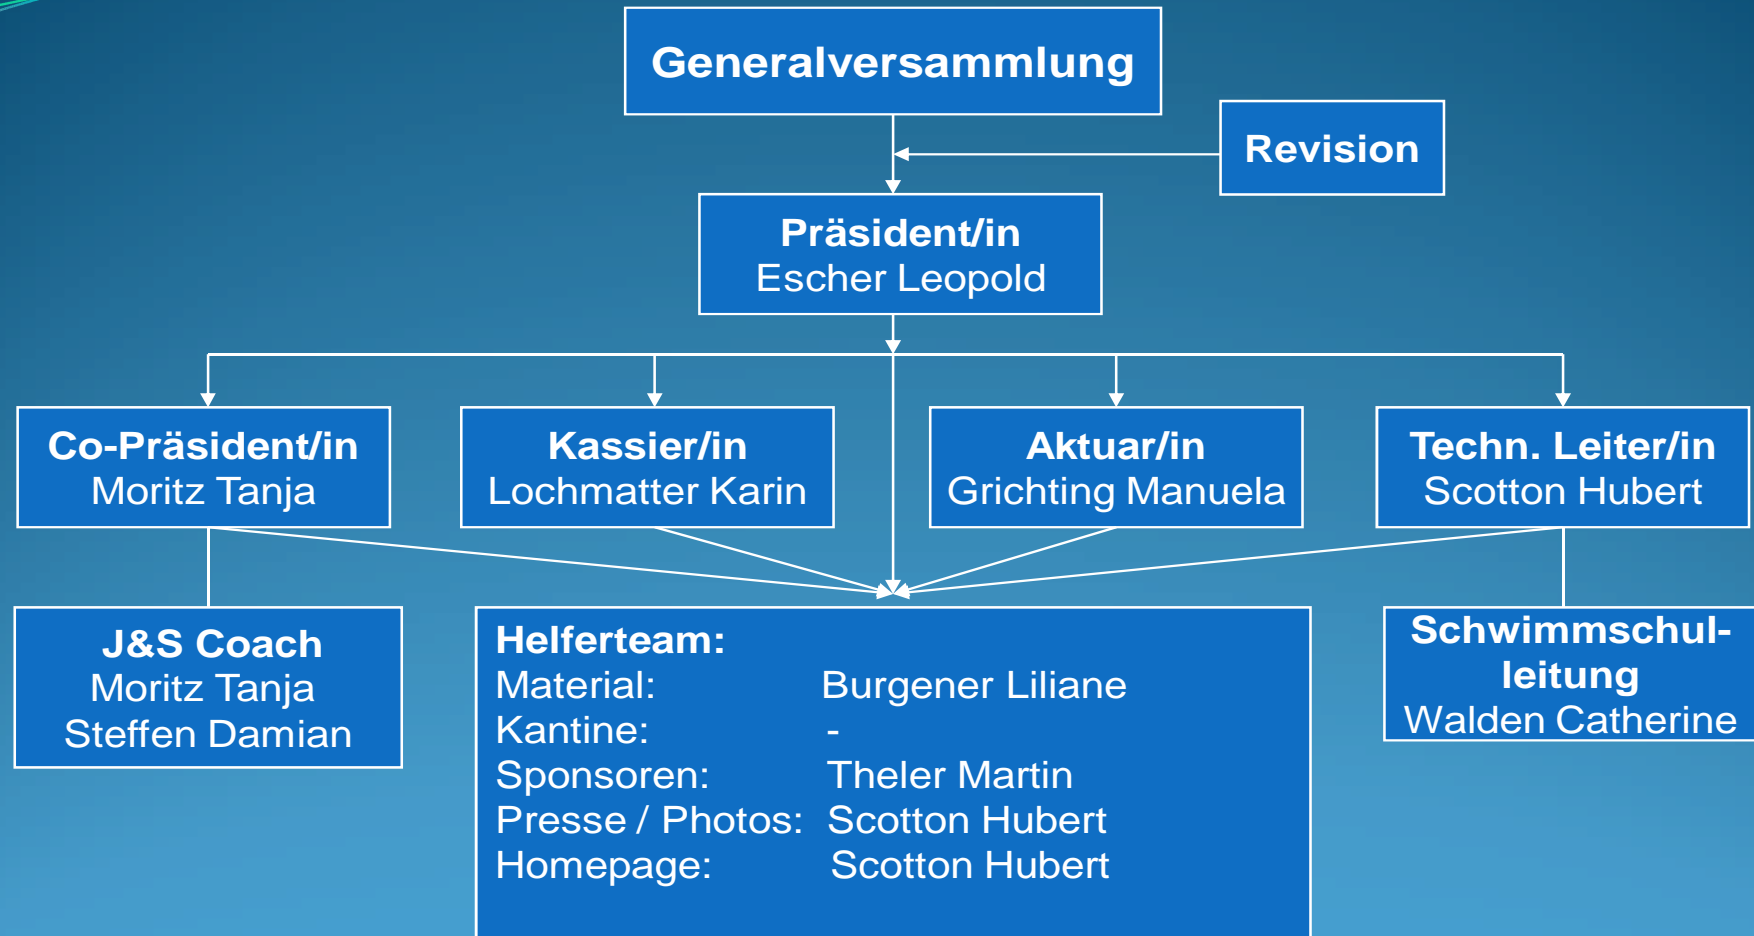 Generalversammlung
Revision
Präsident/in
Escher Leopold
Co-Präsident/in
Moritz Tanja
Kassier/in
Lochmatter Karin
Aktuar/in
Grichting Manuela
Techn. Leiter/in
Scotton Hubert
J&S Coach
Moritz Tanja
Steffen Damian
Helferteam:
Material: Burgener Liliane
Kantine: -
Sponsoren: Theler Martin
Presse / Photos: Scotton Hubert
Homepage: Scotton Hubert
Schwimmschul-
leitung
Walden Catherine